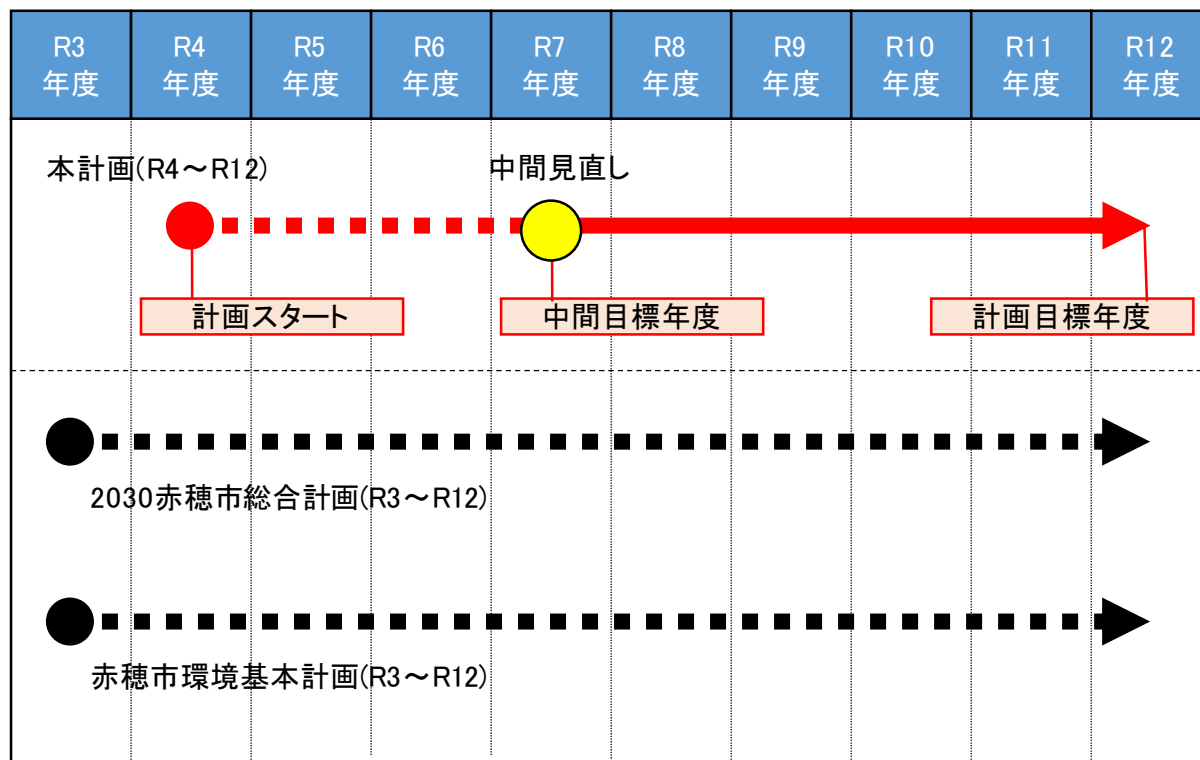 R3
年度
R4
年度
R5
年度
R6
年度
R7
年度
R8
年度
R9
年度
R10
年度
R11
年度
R12
年度
本計画(R4～R12)
中間見直し
計画スタート
中間目標年度
計画目標年度
2030赤穂市総合計画(R3～R12)
赤穂市環境基本計画(R3～R12)